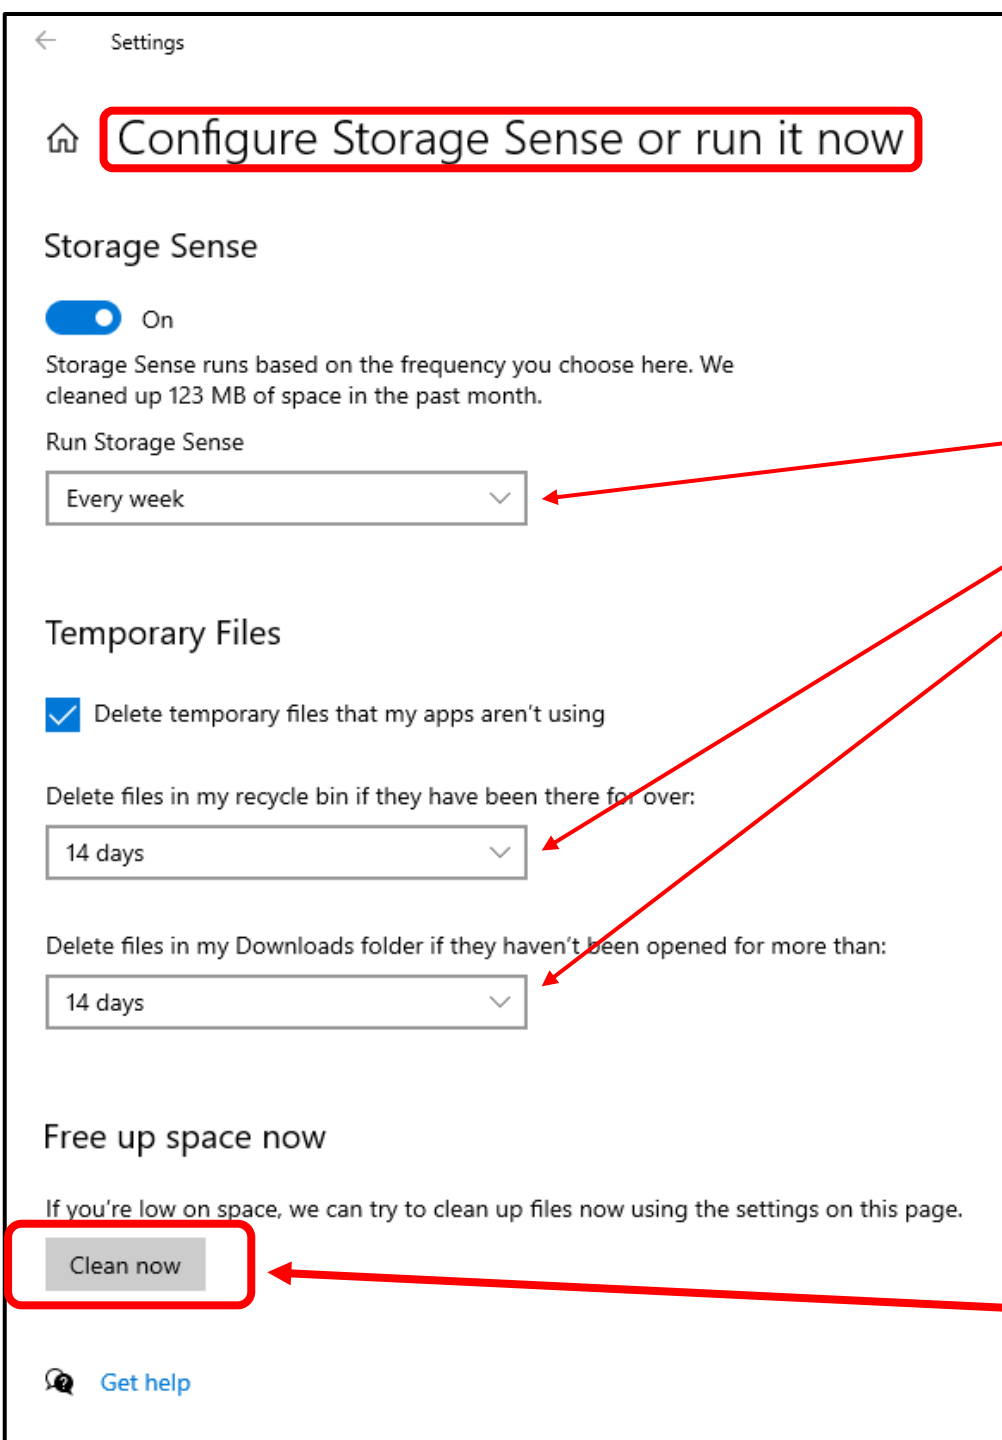 Settings
Configure Storage Sense or run it now
Storage Sense
On
Storage Sense runs based on the frequency you choose here. We
cleaned up 123 MB of space in the past month.
Run Storage Sense
Every week
Temporary Files
Delete temporary files that my apps aren't using
Delete files in my recycle bin if they have been there for over:
14 days
Delete files in my Downloads folder if they haven't been opened for more than:
14 days
Free up space now
If you're low on space, we can try to clean up files now using the settings on this page.
Clean now
Get help